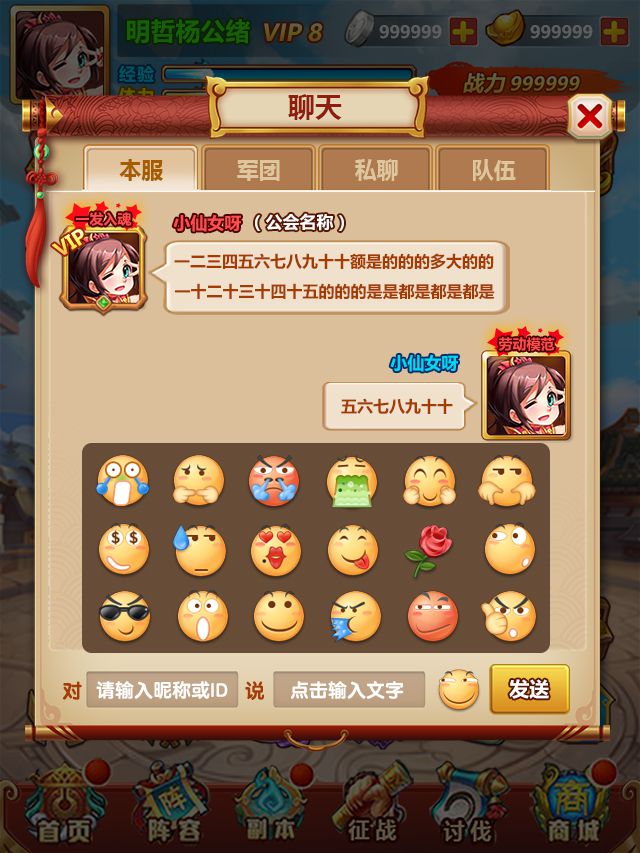 明哲杨公绪 VIP 8 999999 999999
经验
体力
战力 999999
聊天
本服 军团 私聊 队伍
一发入魂
VIP
小仙女呀（公会名称）
一二三四五六七八九十十额是的的的多大的的
一十二十三十四十五的的的是是都是都是都是
劳动模范
小仙女呀
五六七八九十十
对 请输入昵称或ID 说 点击输入文字 发送
首页 阵容 副本 征战 讨伐 商城